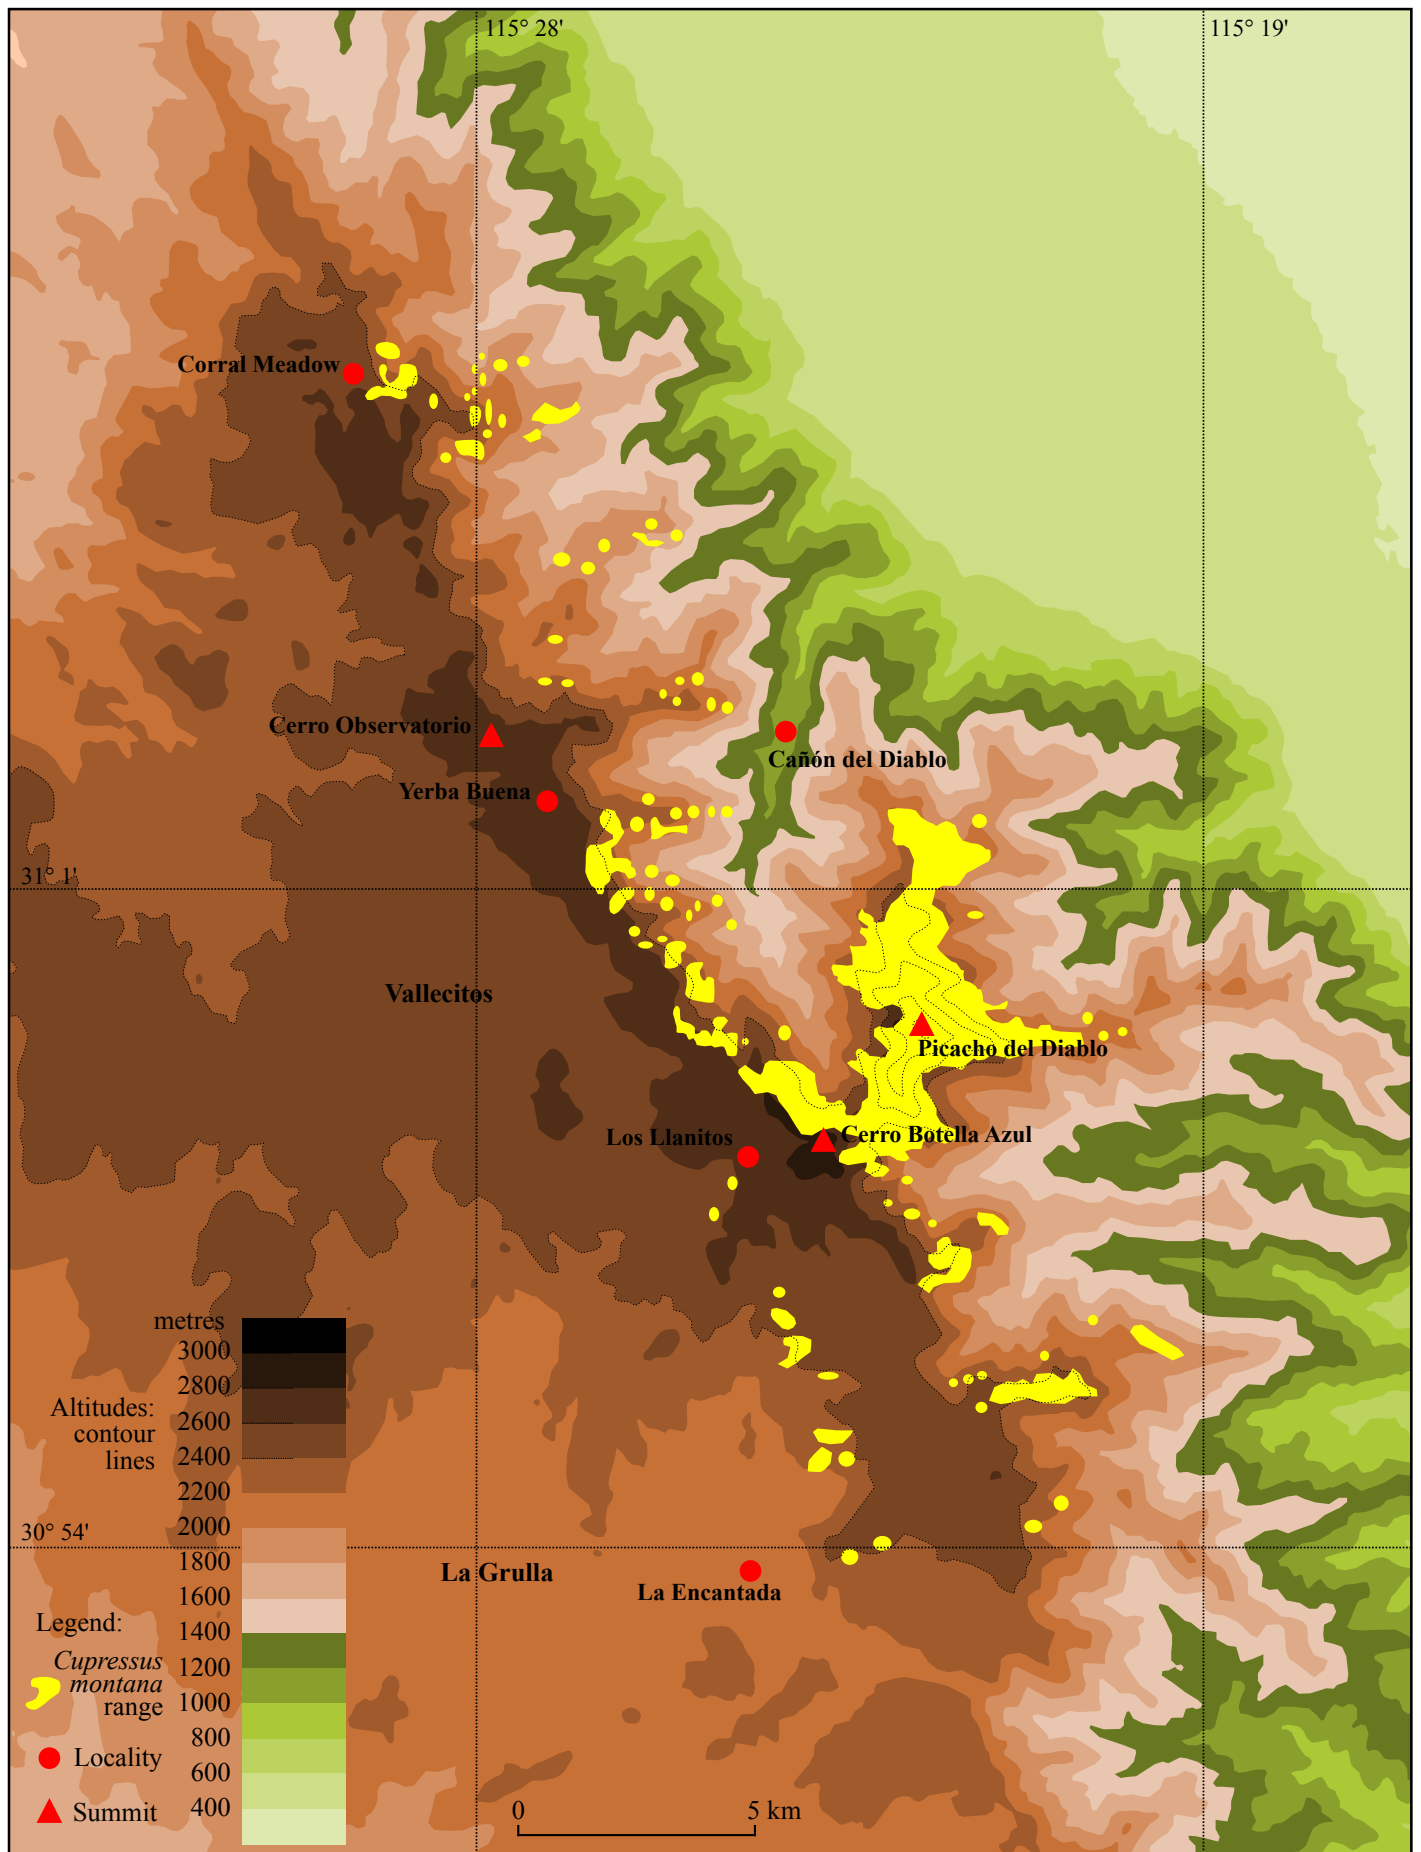 115° 28'
115° 19'
Corral Meadow
Cerro Observatorio
Cañón del Diablo
Yerba Buena
31° 1'
Vallecitos
Picacho del Diablo
Los Llanitos
Cerro Botella Azul
metres
3000
2800
2600
2400
2200
2000
1800
1600
1400
1200
1000
800
600
400
Altitudes:
contour
lines
30° 54'
La Grulla
La Encantada
Legend:
Cupressus
montana
range
Locality
Summit
0
5 km